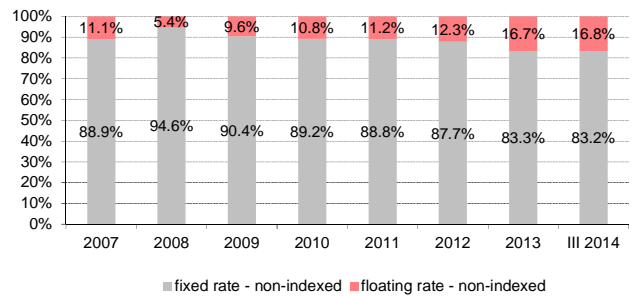 100%
90%
80%
70%
60%
50%
40%
30%
20%
10%
0%
11.1% 5.4% 9.6% 10.8% 11.2% 12.3% 16.7% 16.8%
88.9% 94.6% 90.4% 89.2% 88.8% 87.7% 83.3% 83.2%
2007 2008 2009 2010 2011 2012 2013 III 2014
fixed rate - non-indexed floating rate - non-indexed